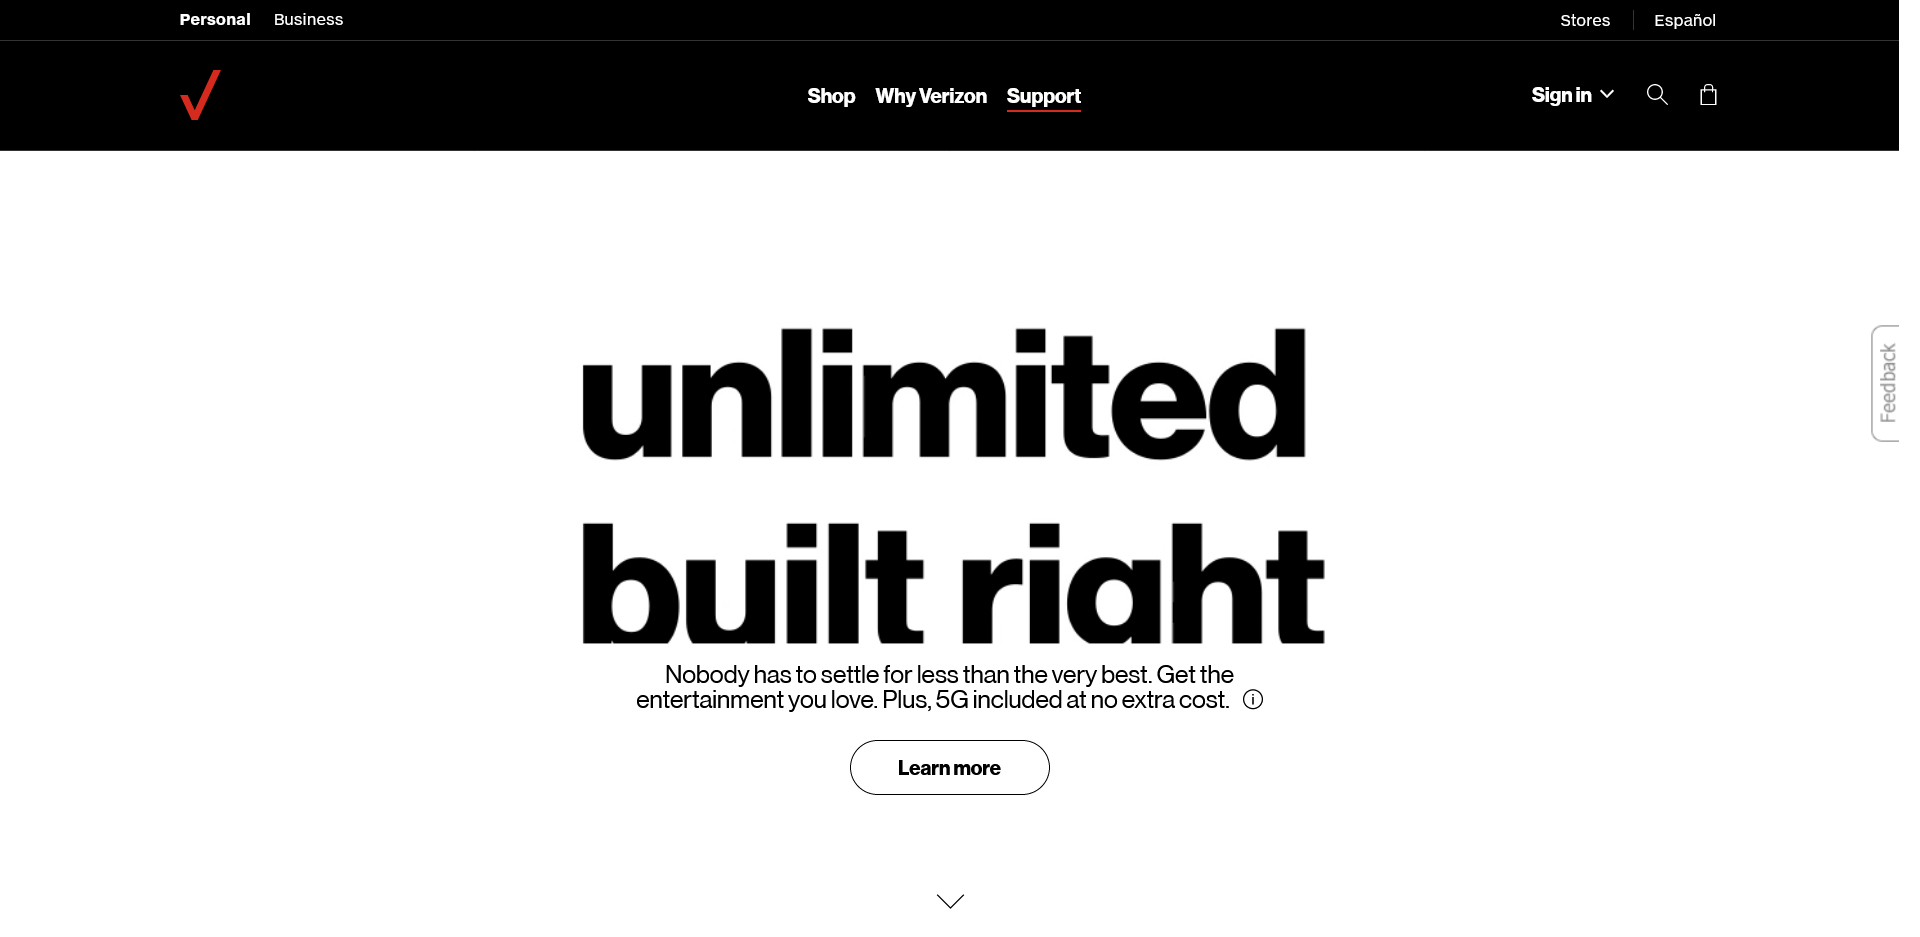 Personal Business Stores Español
Shop Why Verizon Support Sign in
unlimited
built right
Nobody has to settle for less than the very best. Get the
entertainment you love. Plus, 5G included at no extra cost.
Learn more
Feedback